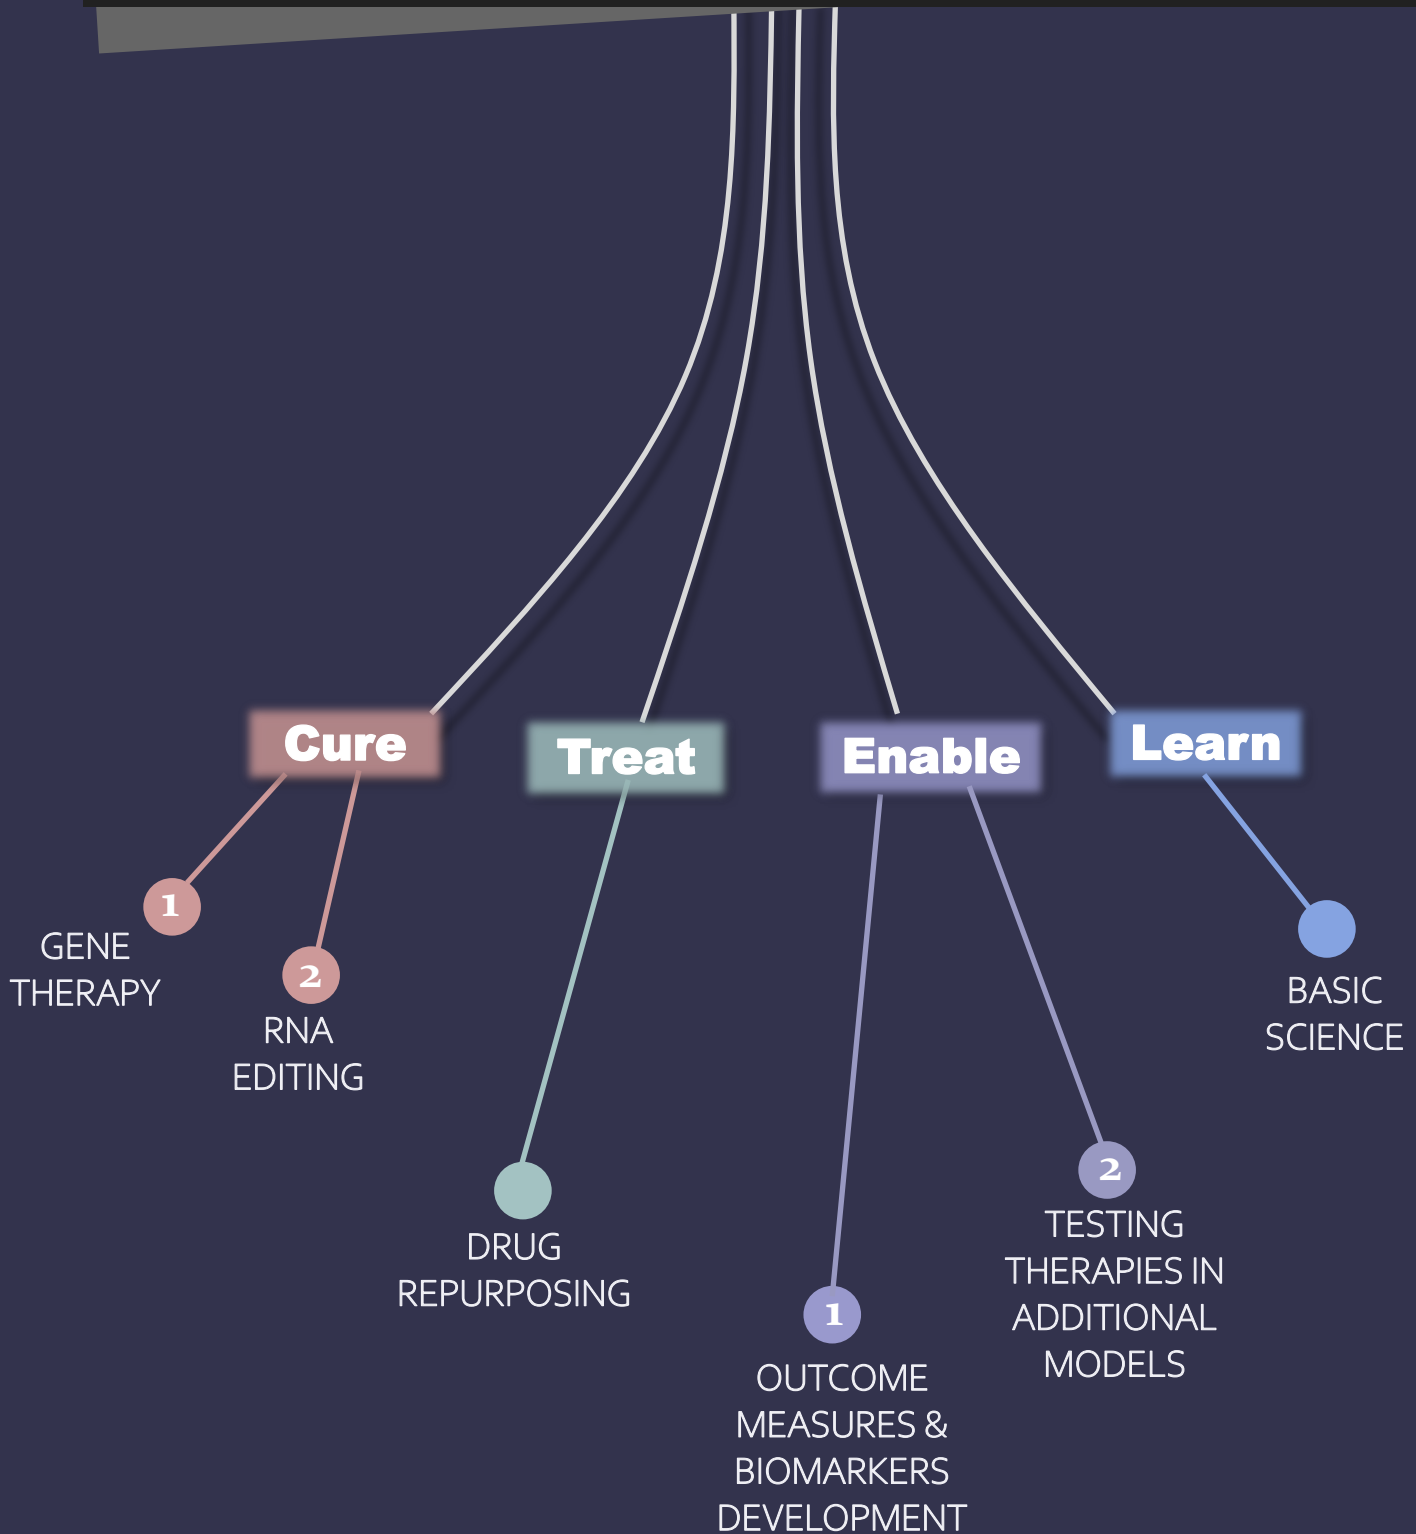 Cure
Treat
Enable
Learn
1
GENE
THERAPY
2
RNA
EDITING
DRUG
REPURPOSING
1
OUTCOME
MEASURES &
BIOMARKERS
DEVELOPMENT
2
TESTING
THERAPIES IN
ADDITIONAL
MODELS
BASIC
SCIENCE